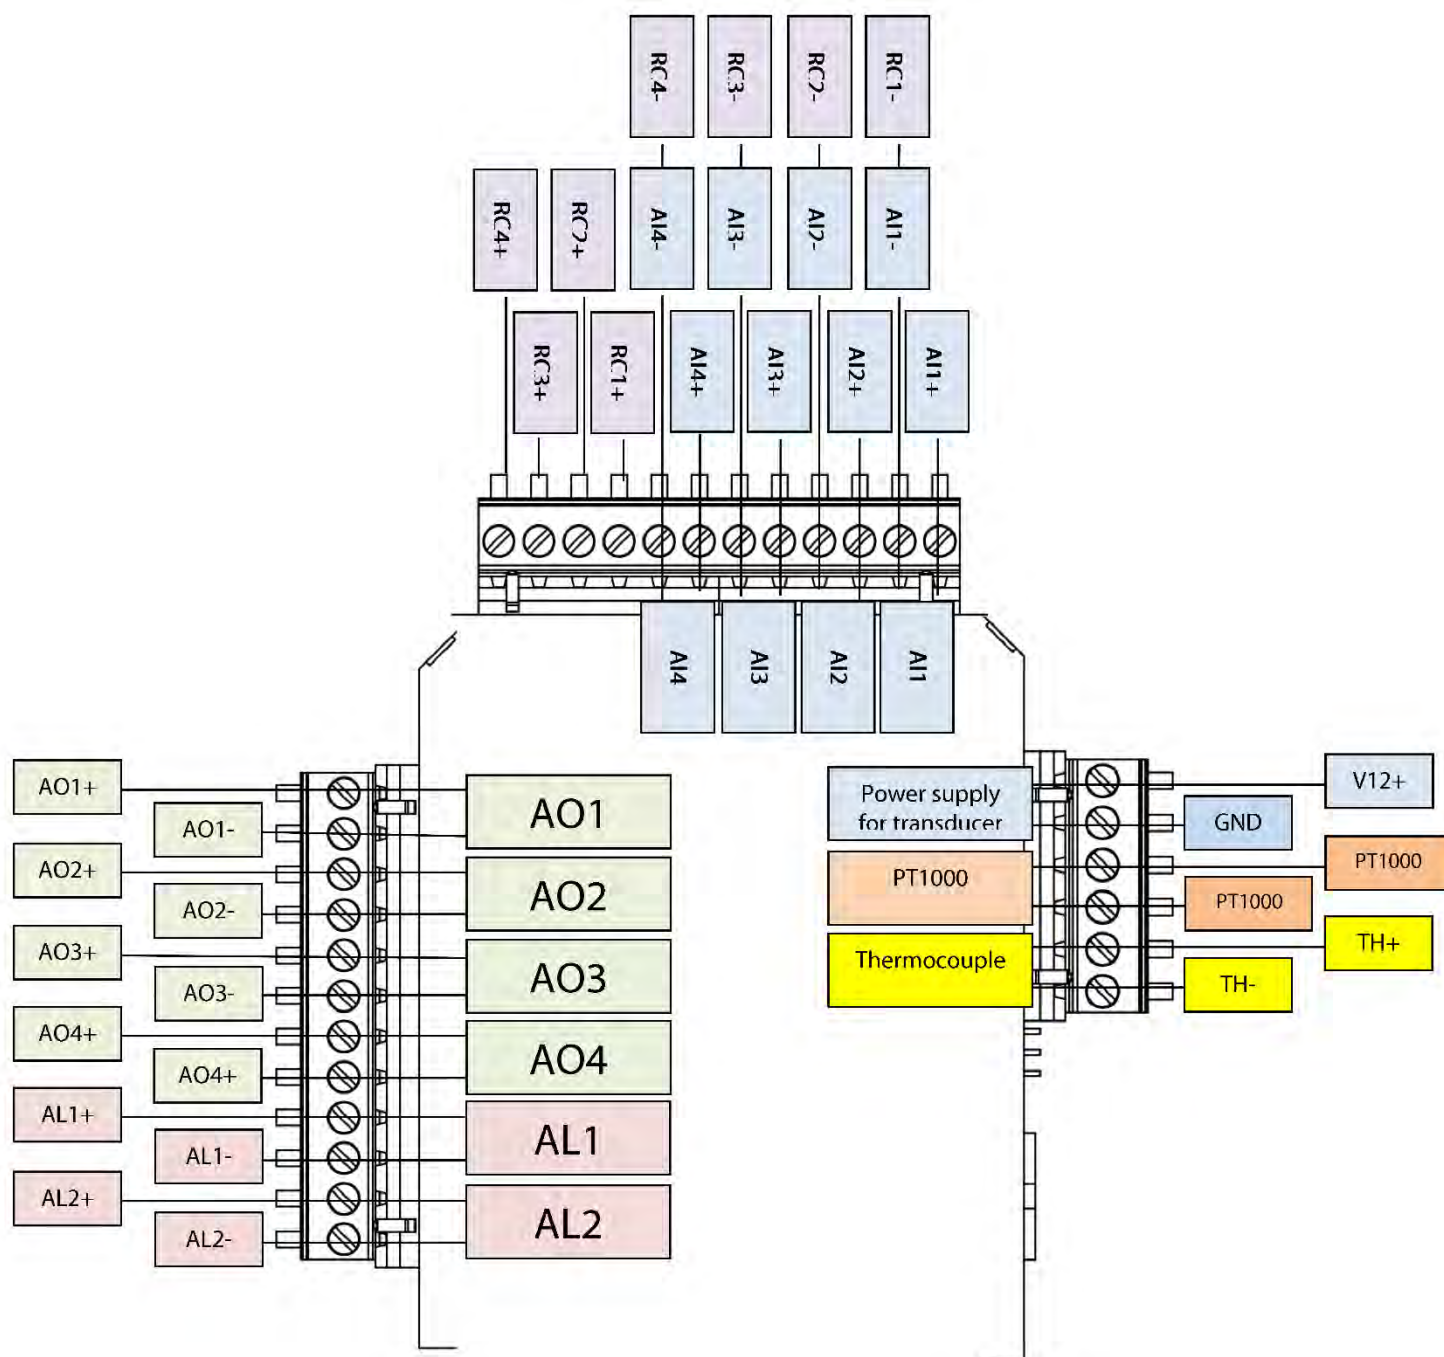 RC4-
RC3-
RC2-
RC1-
RC4+
RC2+
AI4-
AI3-
AI2-
AI1-
RC3+
RC1+
AI4+
AI3+
AI2+
AI1+
AI4
AI3
AI2
AI1
AO1+
AO1-
AO2+
AO2-
AO3+
AO3-
AO4+
AO4+
AL1+
AL1-
AL2+
AL2-
AO1
AO2
AO3
AO4
AL1
AL2
Power supply
for transducer
PT1000
Thermocouple
V12+
GND
PT1000
PT1000
TH+
TH-